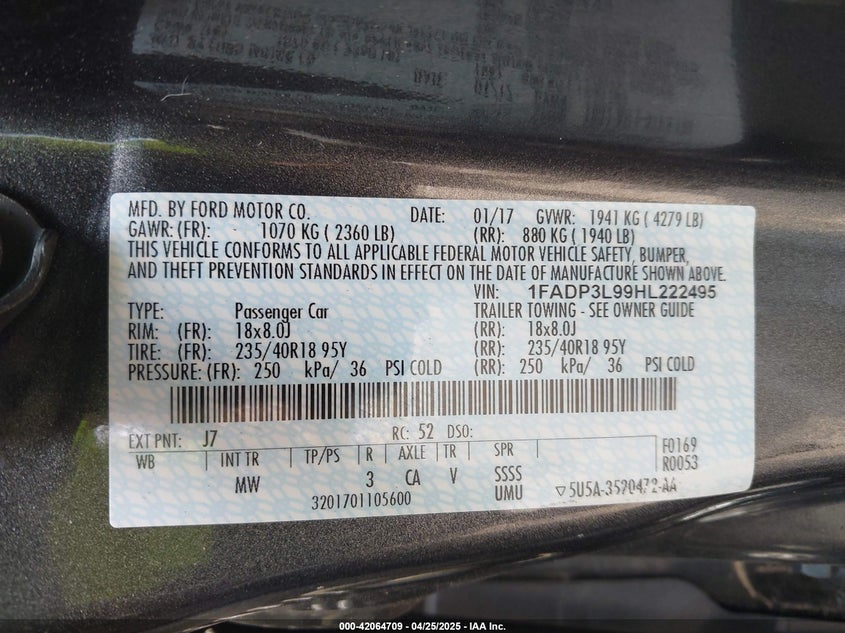 MFD. BY FORD MOTOR CO. DATE: 01/17 GVWR: 1941 KG ( 4279 LB)
GAWR: (FR): 1070 KG ( 2360 LB) (RR): 880 KG ( 1940 LB)
THIS VEHICLE CONFORMS TO ALL APPLICABLE FEDERAL MOTOR VEHICLE SAFETY, BUMPER,
AND THEFT PREVENTION STANDARDS IN EFFECT ON THE DATE OF MANUFACTURE SHOWN ABOVE.
VIN: 1FADP3L99HL222495
TYPE: Passenger Car TRAILER TOWING - SEE OWNER GUIDE
RIM: (FR): 18x8.0J (RR): 18x8.0J
TIRE: (FR): 235/40R18 95Y (RR): 235/40R18 95Y
PRESSURE: (FR): 250 kPa/ 36 PSI COLD (RR): 250 kPa/ 36 PSI COLD
EXT PNT: J7 RC: 52 DSO: F0169
WB INT TR TP/PS R AXLE TR SPR R0053
MW 3 CA V SSSS
3201701105600 UMU ▽5U5A-3520472-AA
000-42064709 - 04/25/2025 - IAA Inc.